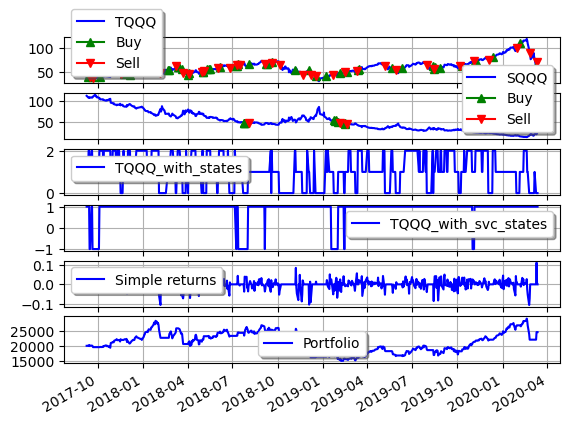 TQQQ
Buy
Sell
100
50
SQQQ
Buy
Sell
100
50
TQQQ_with_states
2
0
TQQQ_with_svc_states
1
0
−1
Simple returns
0.1
0.0
−0.1
Portfolio
25000
20000
15000
2017-10
2018-01
2018-04
2018-07
2018-10
2019-01
2019-04
2019-07
2019-10
2020-01
2020-04